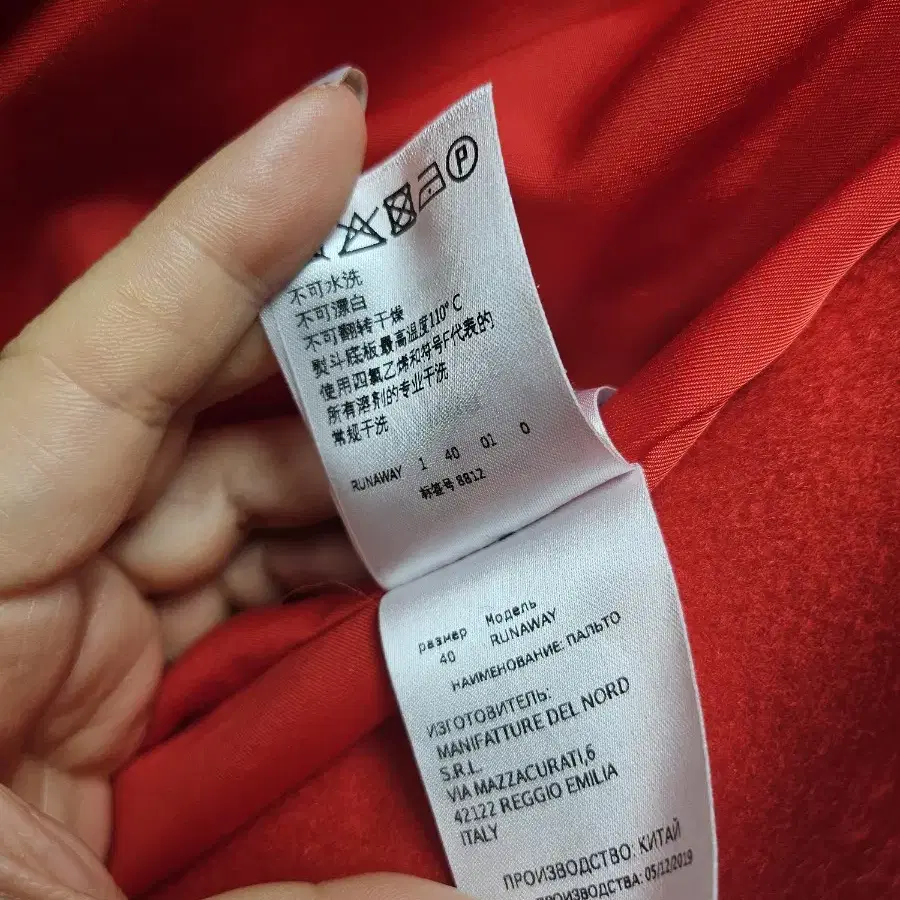 P
不可水洗
不可漂白
不可翻转干燥
熨斗底板最高温度110° C
使用四氯乙烯和符号F代表的
所有溶剂的专业干洗
常规干洗
RUNAWAY 1 40 01 0
标签号 8812
размер Модель
40 RUNAWAY
НАИМЕНОВАНИЕ: ПАЛЬТО
ИЗГОТОВИТЕЛЬ:
MANIFATTURE DEL NORD
S.R.L.
VIA MAZZACURATI,6
42122 REGGIO EMILIA
ITALY
ПРОИЗВОДСТВО: КИТАЙ
ПРОИЗВОДСТВА: 05/12/2019